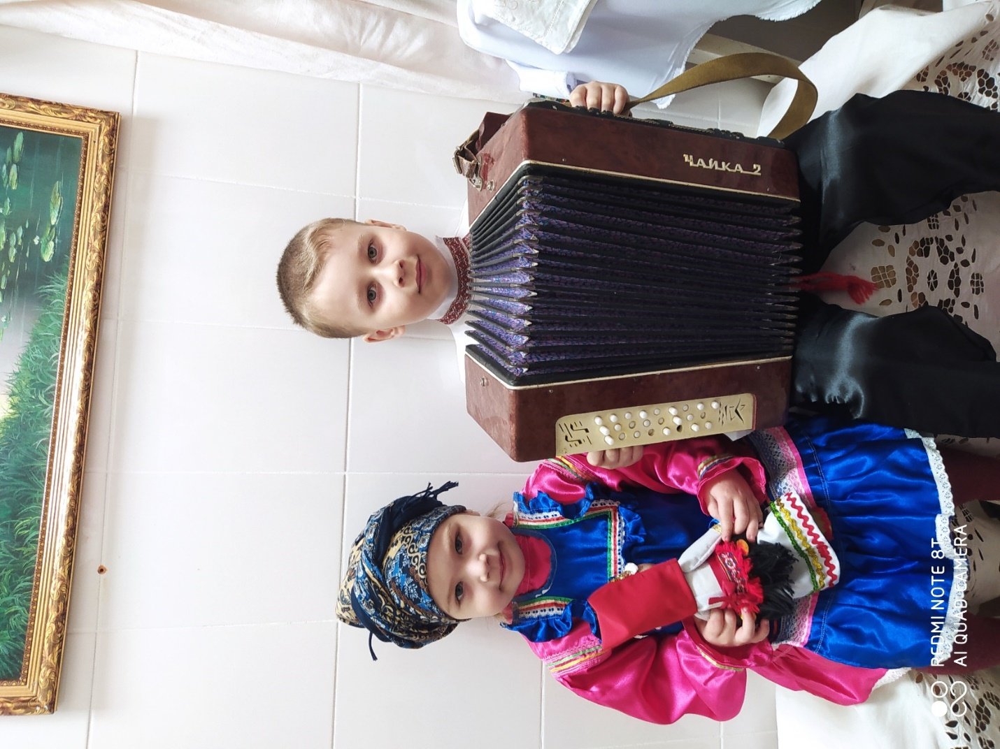 ЧАЙКА 2
REDMI NOTE 8T
AI QUAD CAMERA